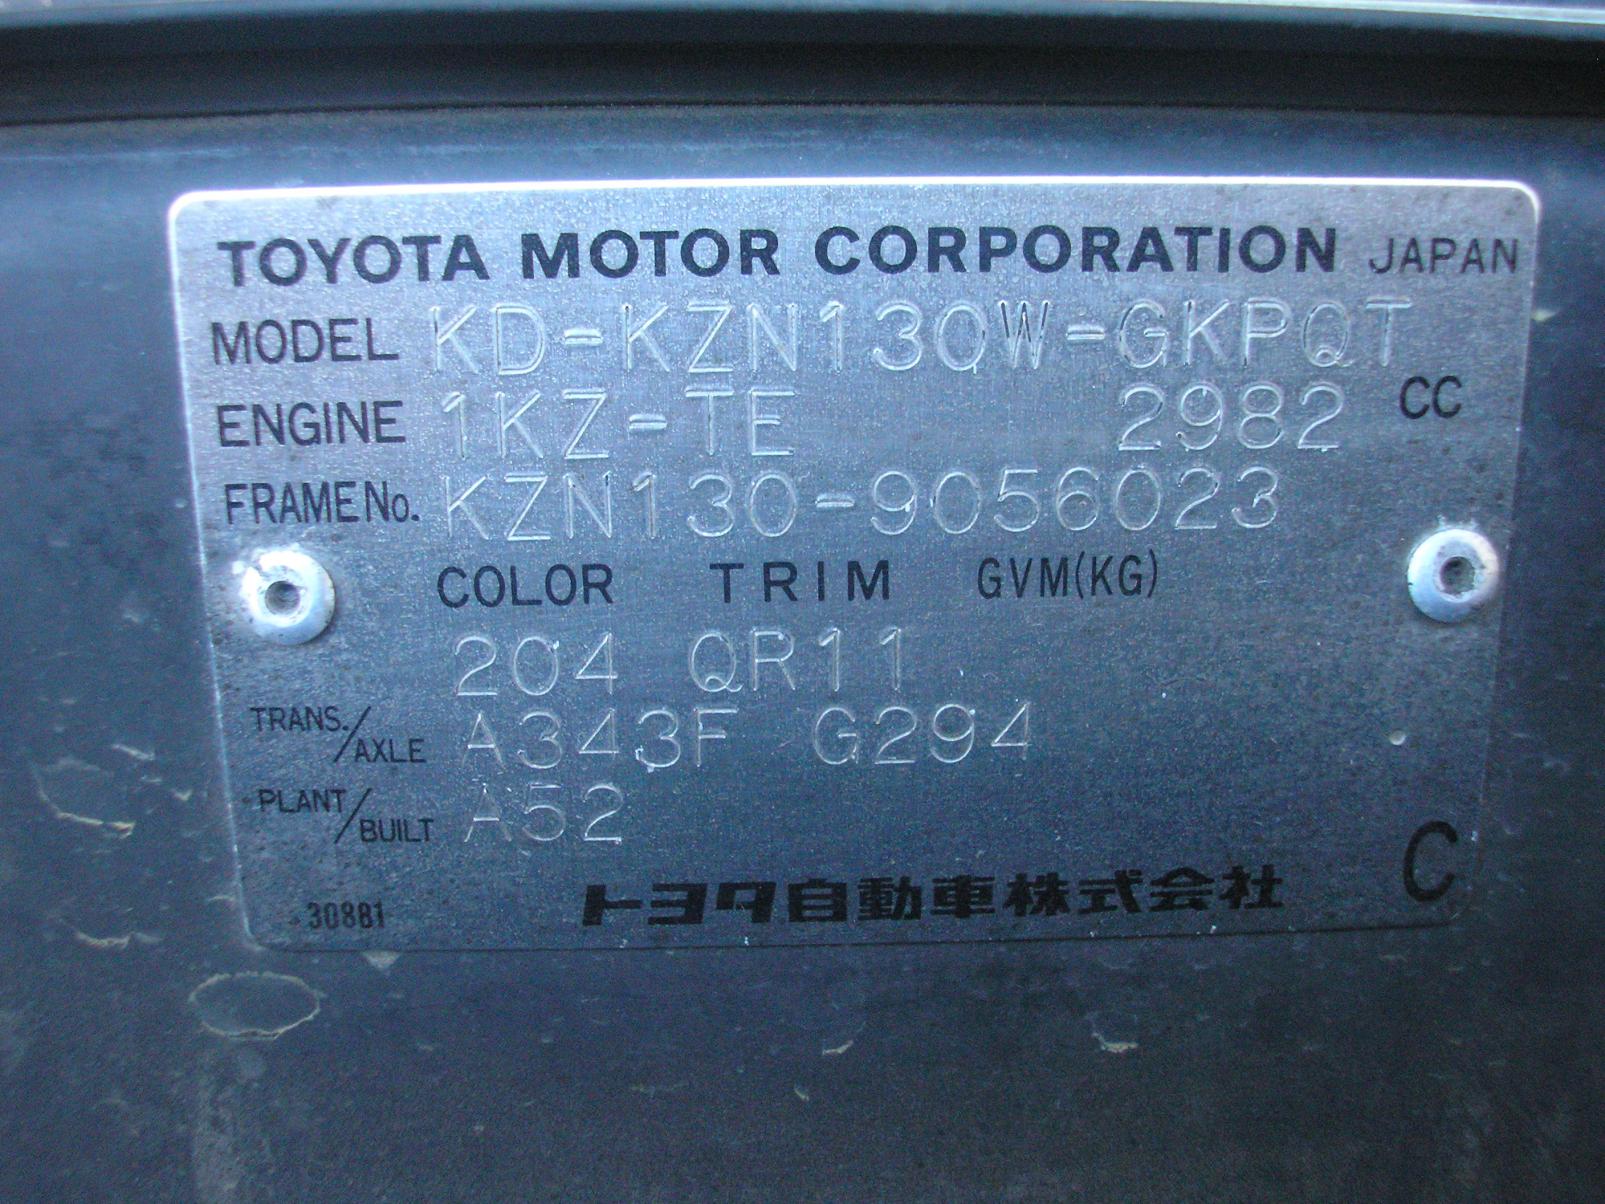 TOYOTA MOTOR CORPORATION JAPAN
MODEL KD-KZN130W-GKPQT
ENGINE 1KZ-TE 2982 CC
FRAME No. KZN130-9056023
COLOR TRIM GVM(KG)
204 QR11
TRANS./AXLE A343F G294
PLANT/BUILT A52
30881 トヨタ自動車株式会社 C